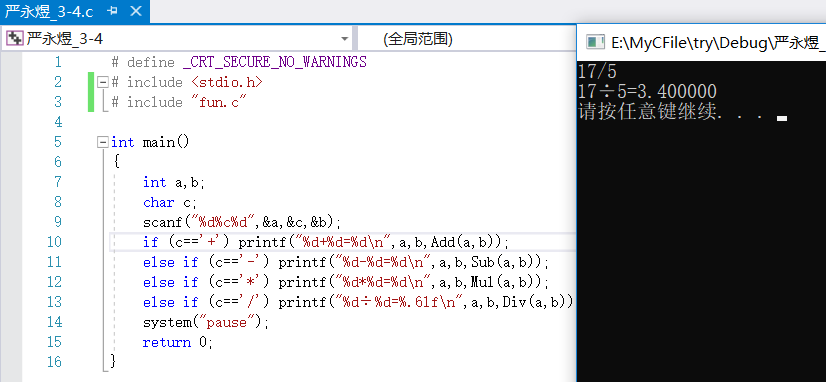 严永煜_3-4.c
严永煜_3-4
(全局范围)
1 # define _CRT_SECURE_NO_WARNINGS
2 # include <stdio.h>
3 # include "fun.c"
4
5 int main()
6 {
7 int a,b;
8 char c;
9 scanf("%d%c%d",&a,&c,&b);
10 if (c=='+') printf("%d+%d=%d\n",a,b,Add(a,b));
11 else if (c=='-') printf("%d-%d=%d\n",a,b,Sub(a,b));
12 else if (c=='*') printf("%d*%d=%d\n",a,b,Mul(a,b));
13 else if (c=='/') printf("%d÷%d=%.6lf\n",a,b,Div(a,b))
14 system("pause");
15 return 0;
16 }
E:\MyCFile\try\Debug\严永煜_
17/5
17÷5=3.400000
请按任意键继续. . .